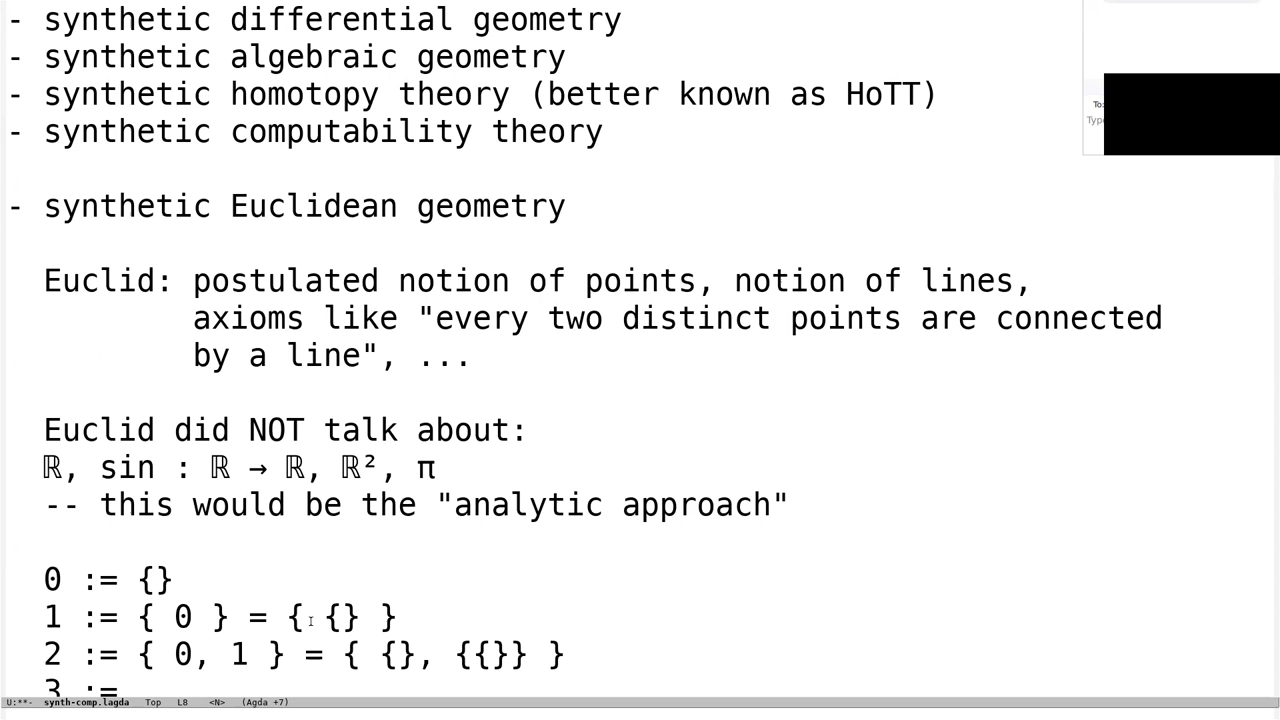 - synthetic differential geometry
- synthetic algebraic geometry
- synthetic homotopy theory (better known as HoTT)
- synthetic computability theory
To:
Type
- synthetic Euclidean geometry
Euclid: postulated notion of points, notion of lines,
axioms like "every two distinct points are connected
by a line", ...
Euclid did NOT talk about:
ℝ, sin : ℝ → ℝ, ℝ², π
-- this would be the "analytic approach"
0 := {}
1 := { 0 } = { {} }
2 := { 0, 1 } = { {}, {{}} }
3 :=
U:**- synth-comp.lagda Top L8 <N> (Agda +7)